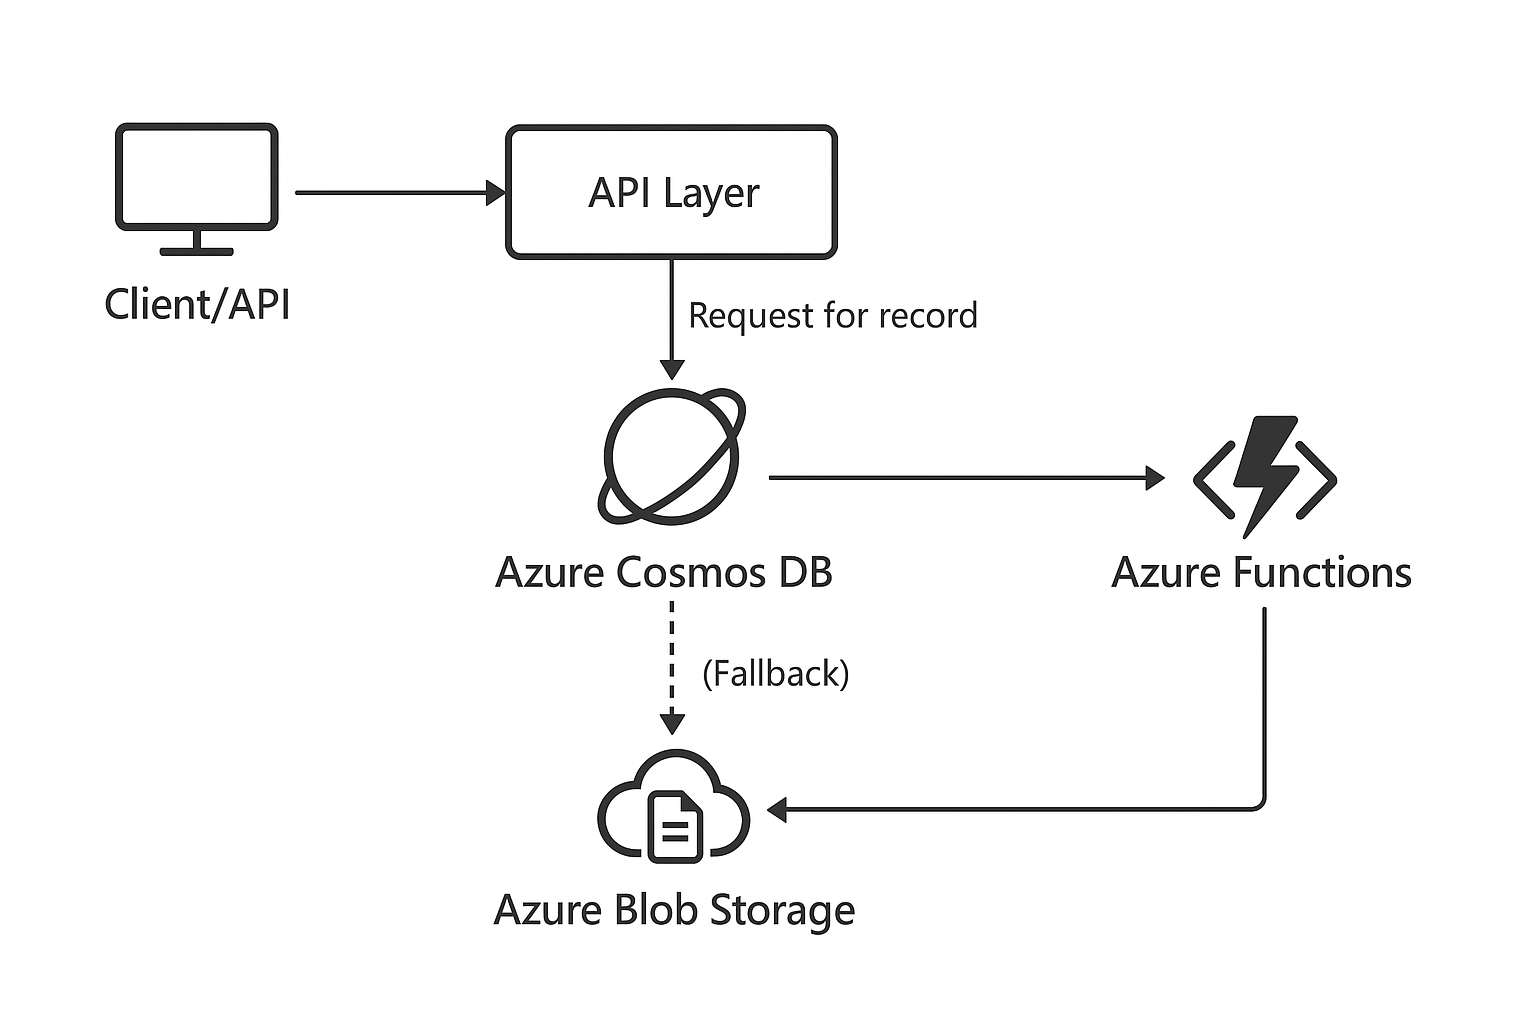 API Layer
Client/API
Request for record
Azure Cosmos DB
Azure Functions
(Fallback)
Azure Blob Storage